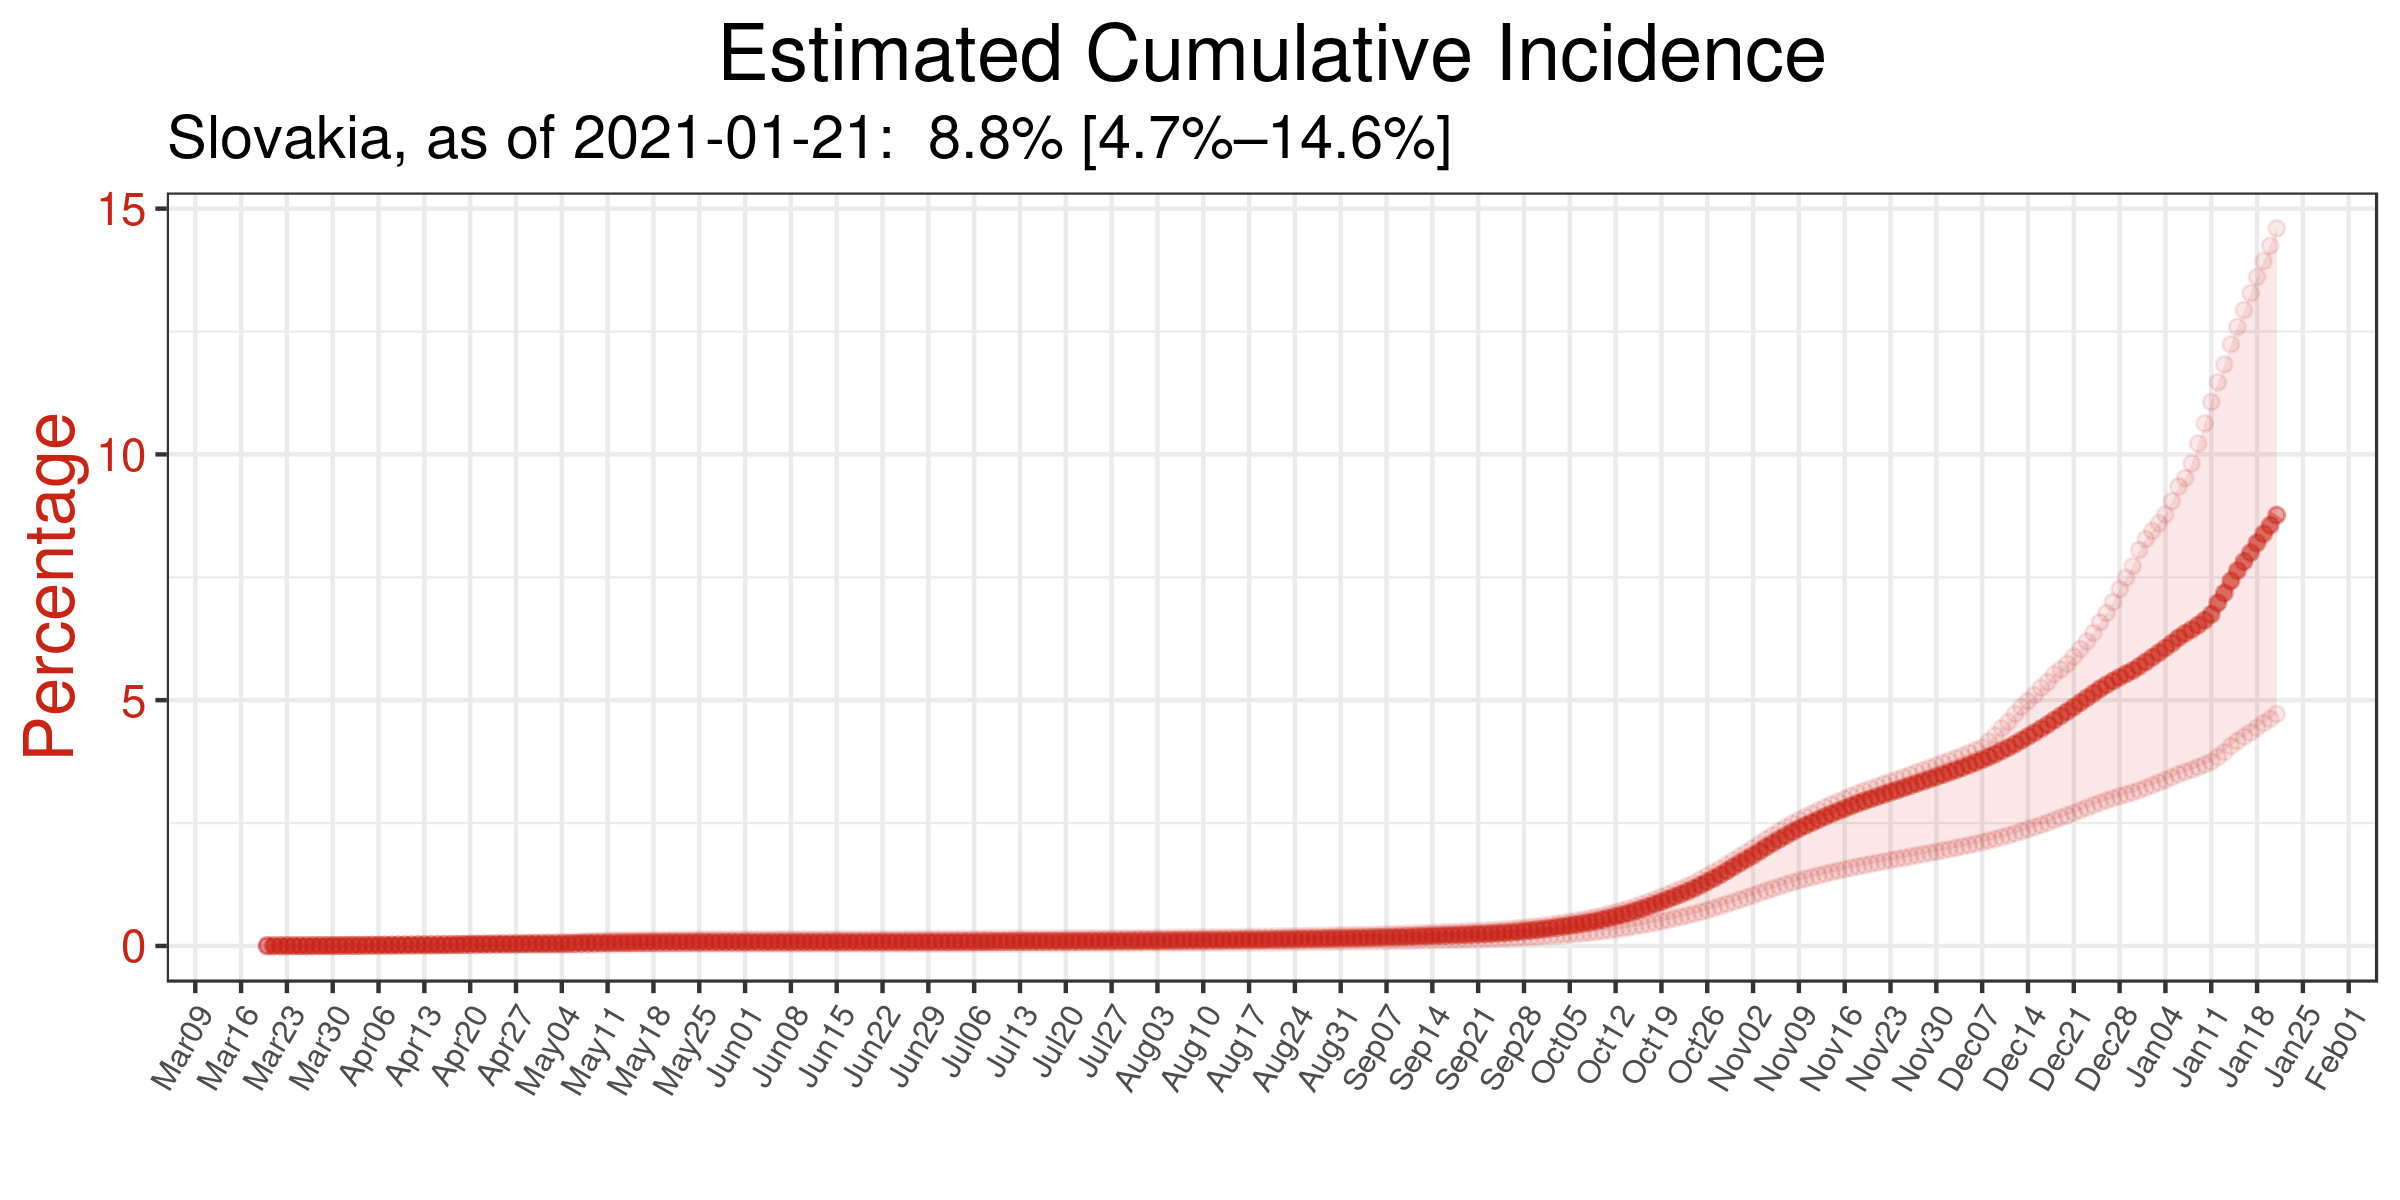 Estimated Cumulative Incidence
Slovakia, as of 2021-01-21:  8.8% [4.7%–14.6%]
Percentage
15
10
5
0
Mar09
Mar16
Mar23
Mar30
Apr06
Apr13
Apr20
Apr27
May04
May11
May18
May25
Jun01
Jun08
Jun15
Jun22
Jun29
Jul06
Jul13
Jul20
Jul27
Aug03
Aug10
Aug17
Aug24
Aug31
Sep07
Sep14
Sep21
Sep28
Oct05
Oct12
Oct19
Oct26
Nov02
Nov09
Nov16
Nov23
Nov30
Dec07
Dec14
Dec21
Dec28
Jan04
Jan11
Jan18
Jan25
Feb01